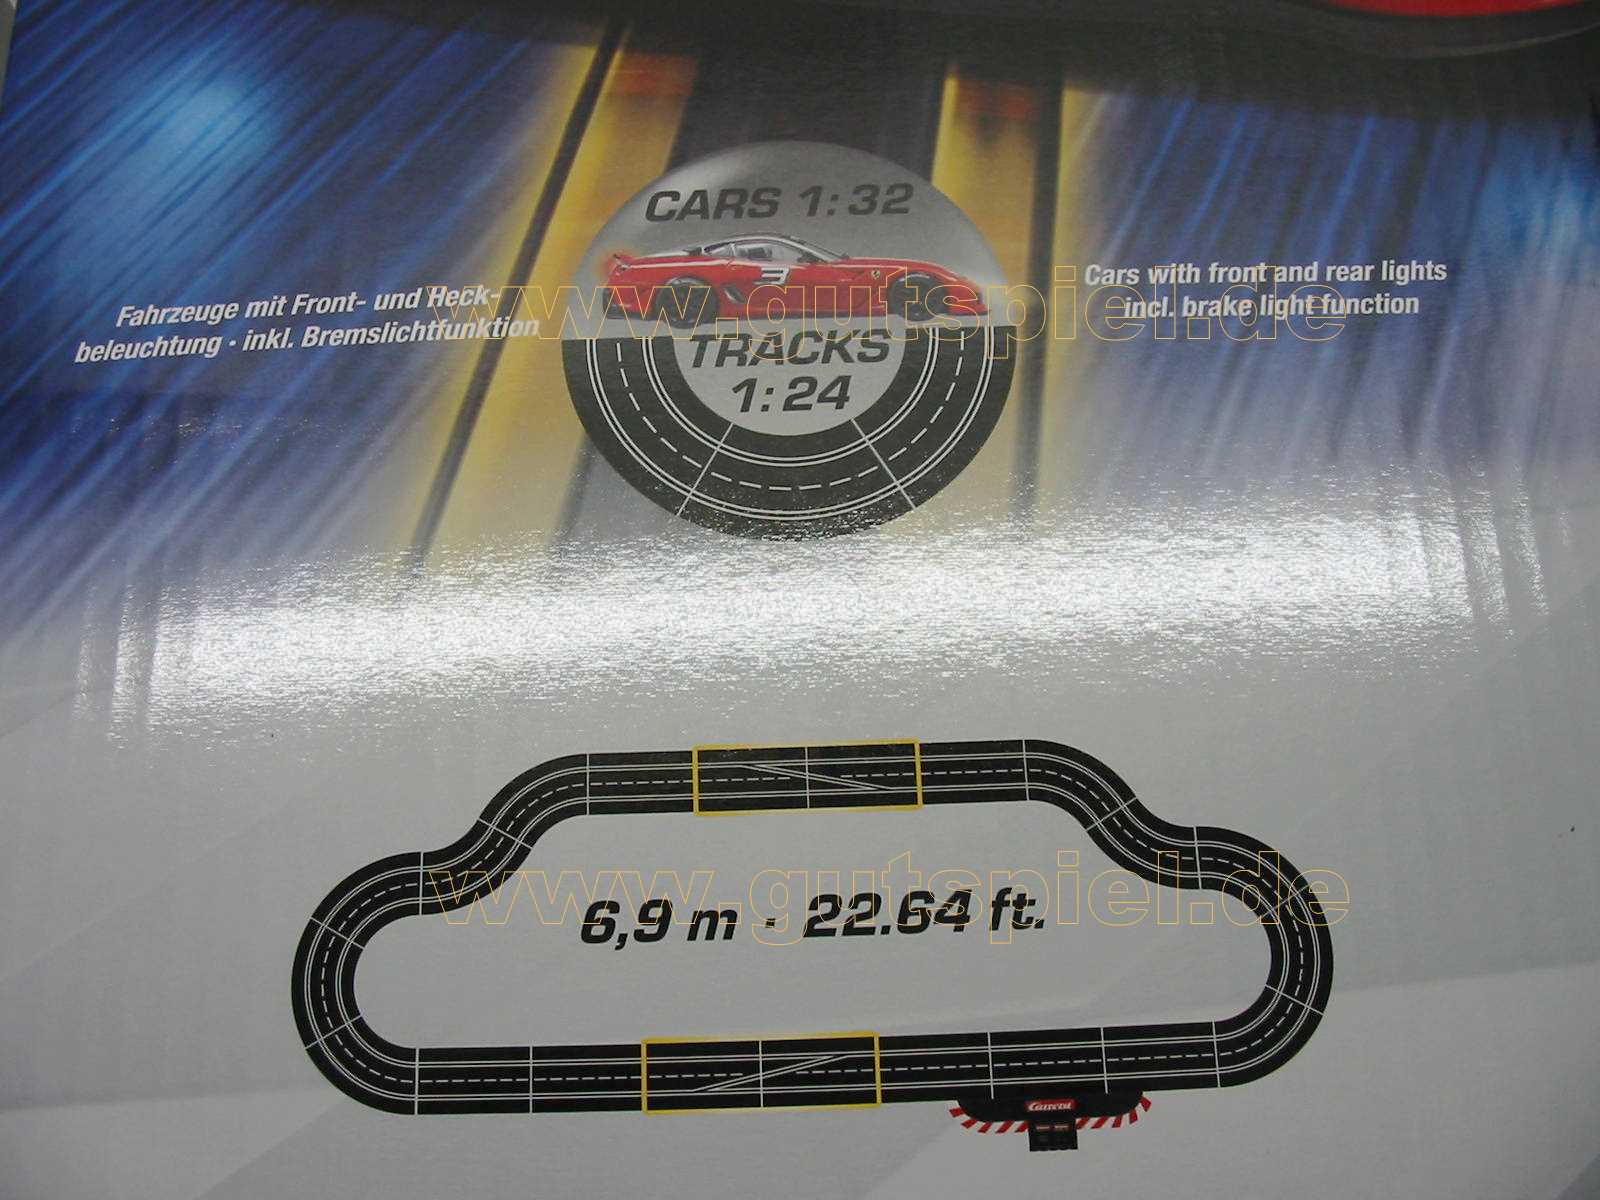 CARS 1:32
3
TRACKS
1:24
Fahrzeuge mit Front- und Heck-
beleuchtung · inkl. Bremslichtfunktion
Cars with front and rear lights
incl. brake light function
www.gutspiel.de
6,9 m · 22.64 ft.
www.gutspiel.de
Carrera